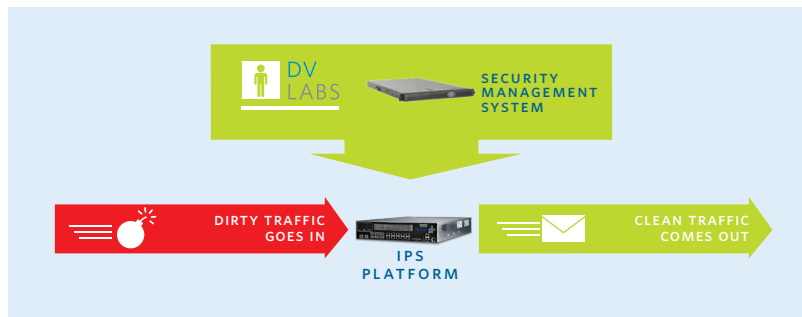 DV
LABS
SECURITY
MANAGEMENT
SYSTEM
DIRTY TRAFFIC
GOES IN
IPS
PLATFORM
CLEAN TRAFFIC
COMES OUT